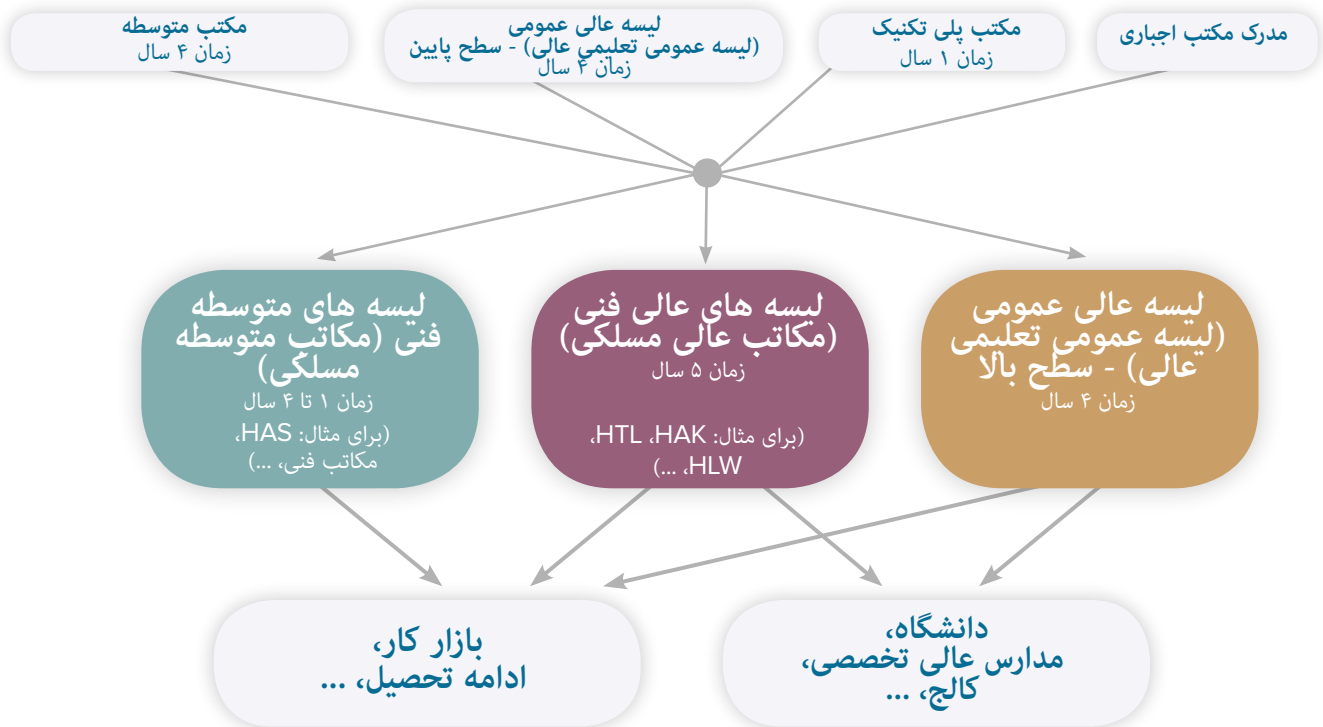 مدرک مکتب اجباری
مکتب پلی تکنیک
زمان ۱ سال
لیسه عالی عمومی
(لیسه عمومی تعلیمی عالی) - سطح پایین
زمان ۴ سال
مکتب متوسطه
زمان ۴ سال
لیسه عالی عمومی
(لیسه عمومی تعلیمی
عالی) - سطح بالا
زمان ۴ سال
لیسه های عالی فنی
(مکاتب عالی مسلکی)
زمان ۵ سال
(برای مثال: HTL ،HAK،
HLW، ...)
لیسه های متوسطه
فنی (مکاتب متوسطه
مسلکی)
زمان ۱ تا ۴ سال
(برای مثال: HAS،
مکاتب فنی، ...)
دانشگاه،
مدارس عالی تخصصی،
کالج، ...
بازار کار،
ادامه تحصیل، ...